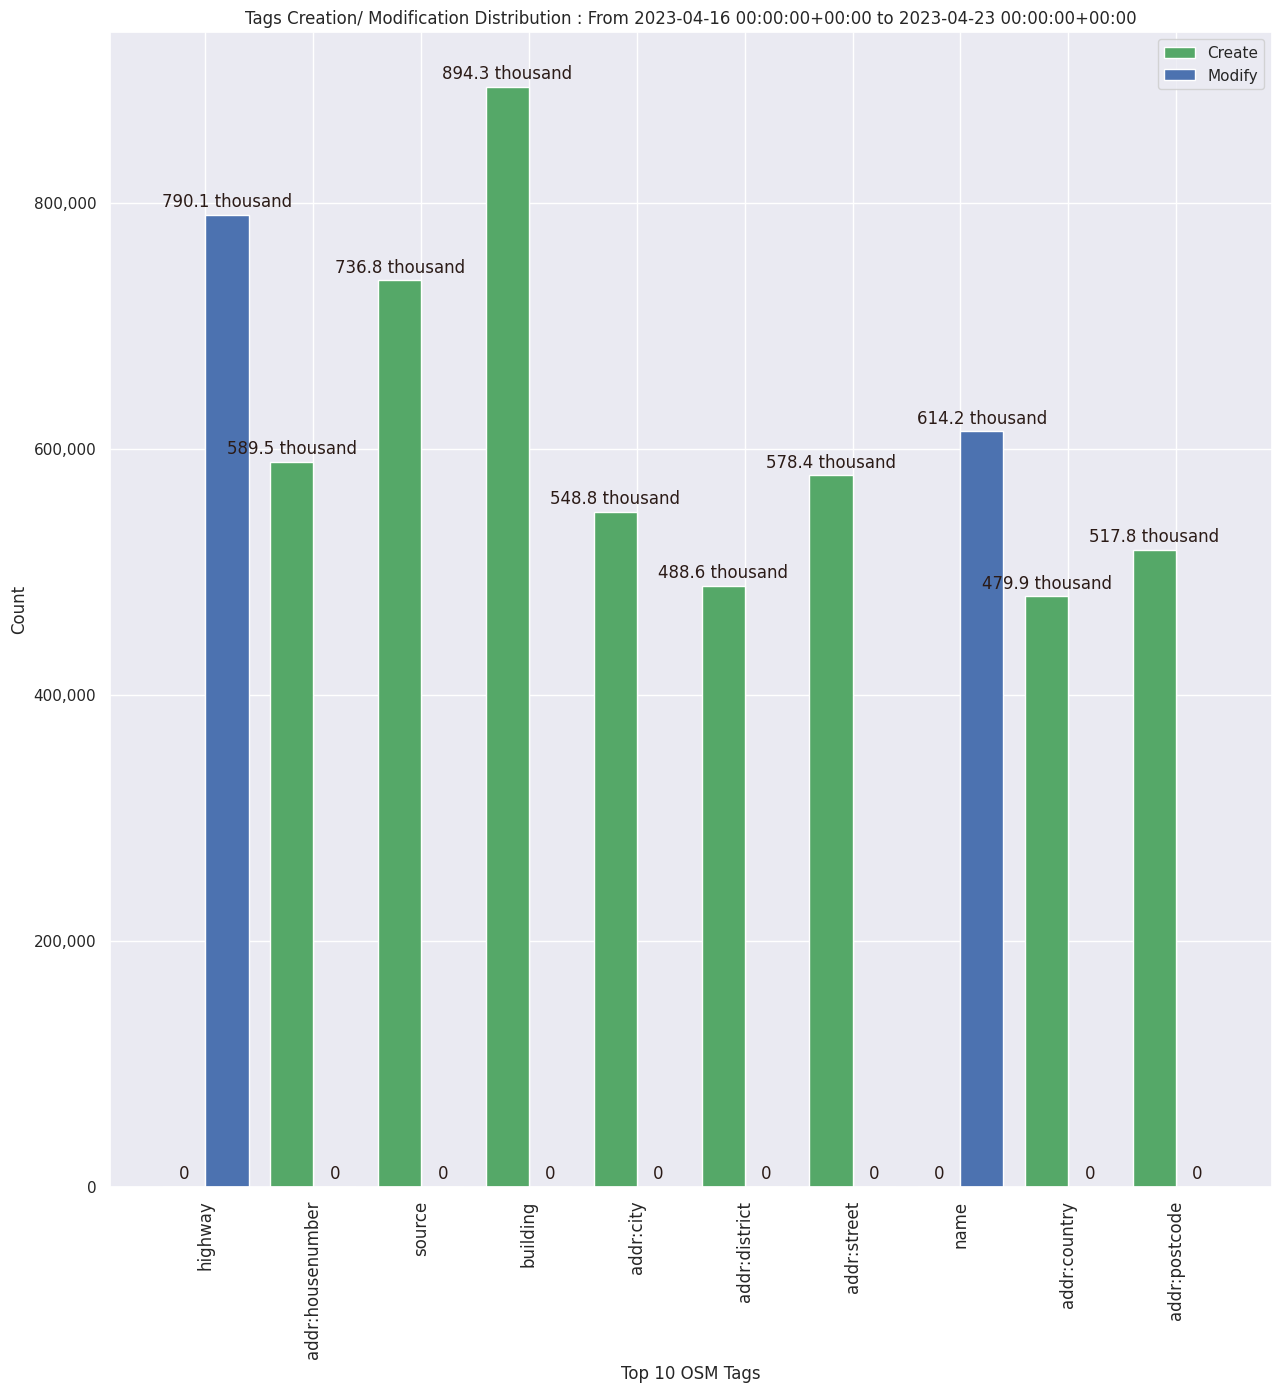 Tags Creation/ Modification Distribution : From 2023-04-16 00:00:00+00:00 to 2023-04-23 00:00:00+00:00
Create
Modify
894.3 thousand
790.1 thousand
736.8 thousand
589.5 thousand
614.2 thousand
578.4 thousand
548.8 thousand
517.8 thousand
488.6 thousand
479.9 thousand
800,000
600,000
400,000
200,000
0
0 0 0 0 0 0 0 0 0 0
Count
highway
addr:housenumber
source
building
addr:city
addr:district
addr:street
name
addr:country
addr:postcode
Top 10 OSM Tags